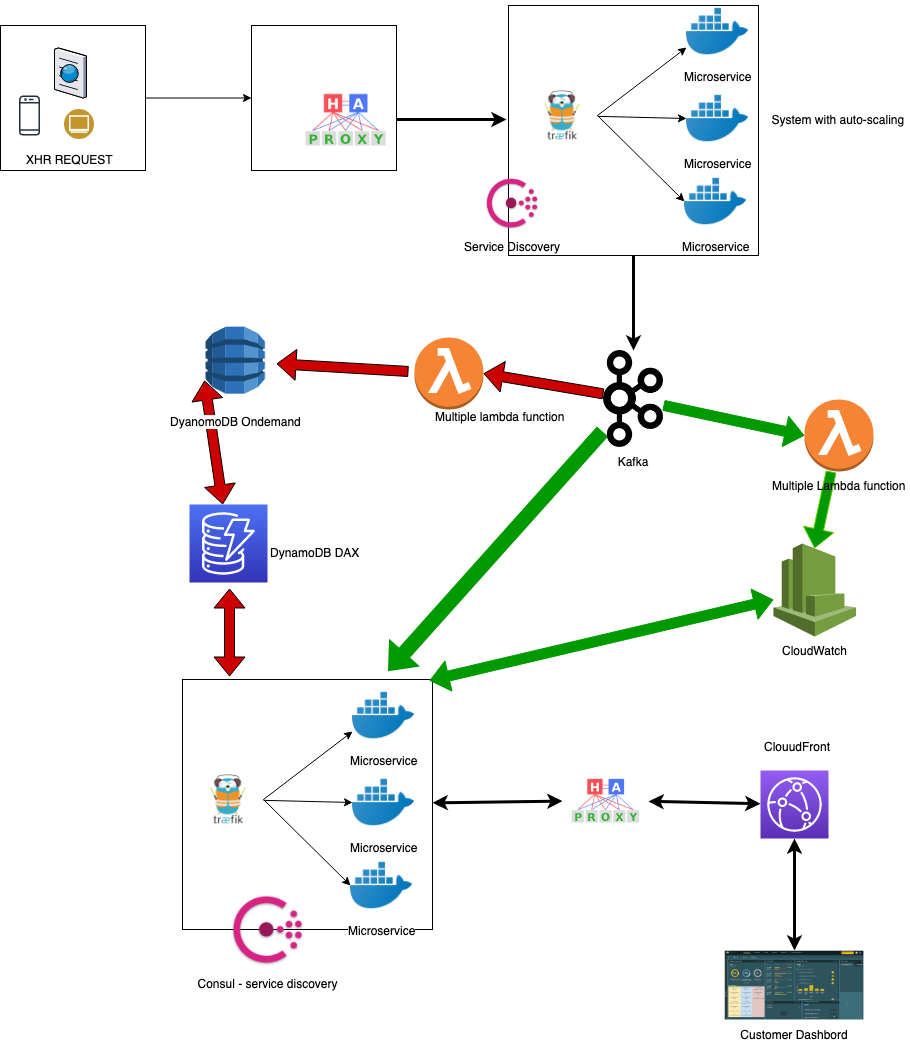 Microservice
H A
PROXY
træfik
System with auto-scaling
XHR REQUEST
Microservice
Service Discovery
Microservice
DyanomoDB Ondemand
Multiple lambda function
Kafka
Multiple Lambda function
DynamoDB DAX
CloudWatch
ClouudFront
Microservice
træfik
H A
PROXY
Microservice
Microservice
Consul - service discovery
Customer Dashbord